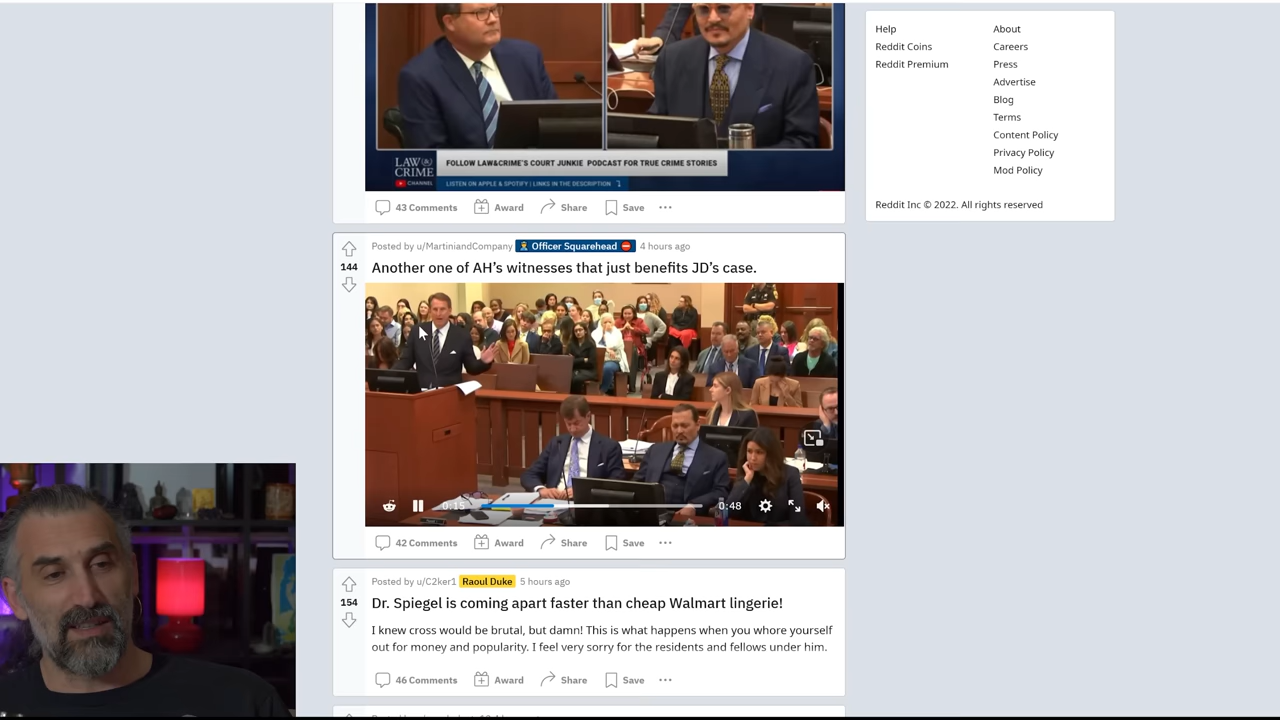 LAW&
CRIME
CHANNEL
FOLLOW LAW&CRIME'S COURT JUNKIE PODCAST FOR TRUE CRIME STORIES
LISTEN ON APPLE & SPOTIFY | LINKS IN THE DESCRIPTION
43 Comments Award Share Save ...
Posted by u/MartiniandCompany Officer Squarehead 4 hours ago
144
Another one of AH’s witnesses that just benefits JD’s case.
0:15 0:48
42 Comments Award Share Save ...
Posted by u/C2ker1 Raoul Duke 5 hours ago
154
Dr. Spiegel is coming apart faster than cheap Walmart lingerie!
I knew cross would be brutal, but damn! This is what happens when you whore yourself
out for money and popularity. I feel very sorry for the residents and fellows under him.
46 Comments Award Share Save ...
Help About
Reddit Coins Careers
Reddit Premium Press
Advertise
Blog
Terms
Content Policy
Privacy Policy
Mod Policy
Reddit Inc © 2022. All rights reserved